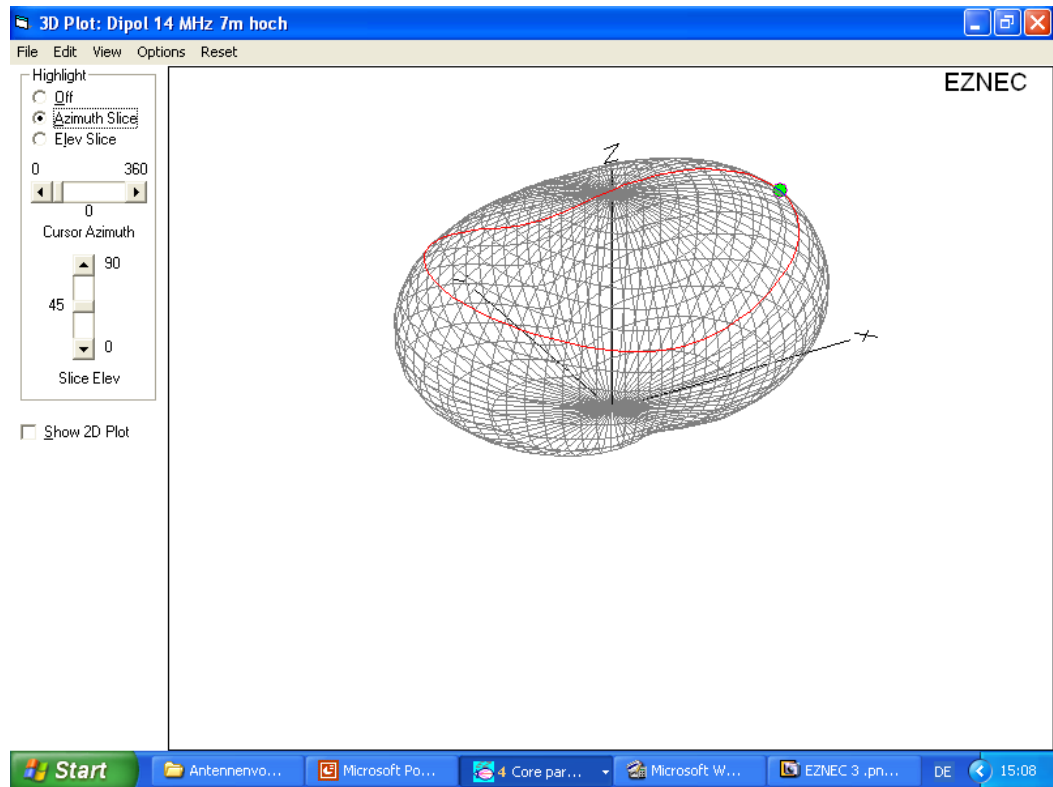 3D Plot: Dipol 14 MHz 7m hoch
File Edit View Options Reset
Highlight
Off
Azimuth Slice
Elev Slice
0 360
0
Cursor Azimuth
90
45
0
Slice Elev
Show 2D Plot
EZNEC
Z
Y
X
Start Antennenvo... Microsoft Po... 4 Core par... Microsoft W... EZNEC 3 .pn... DE 15:08